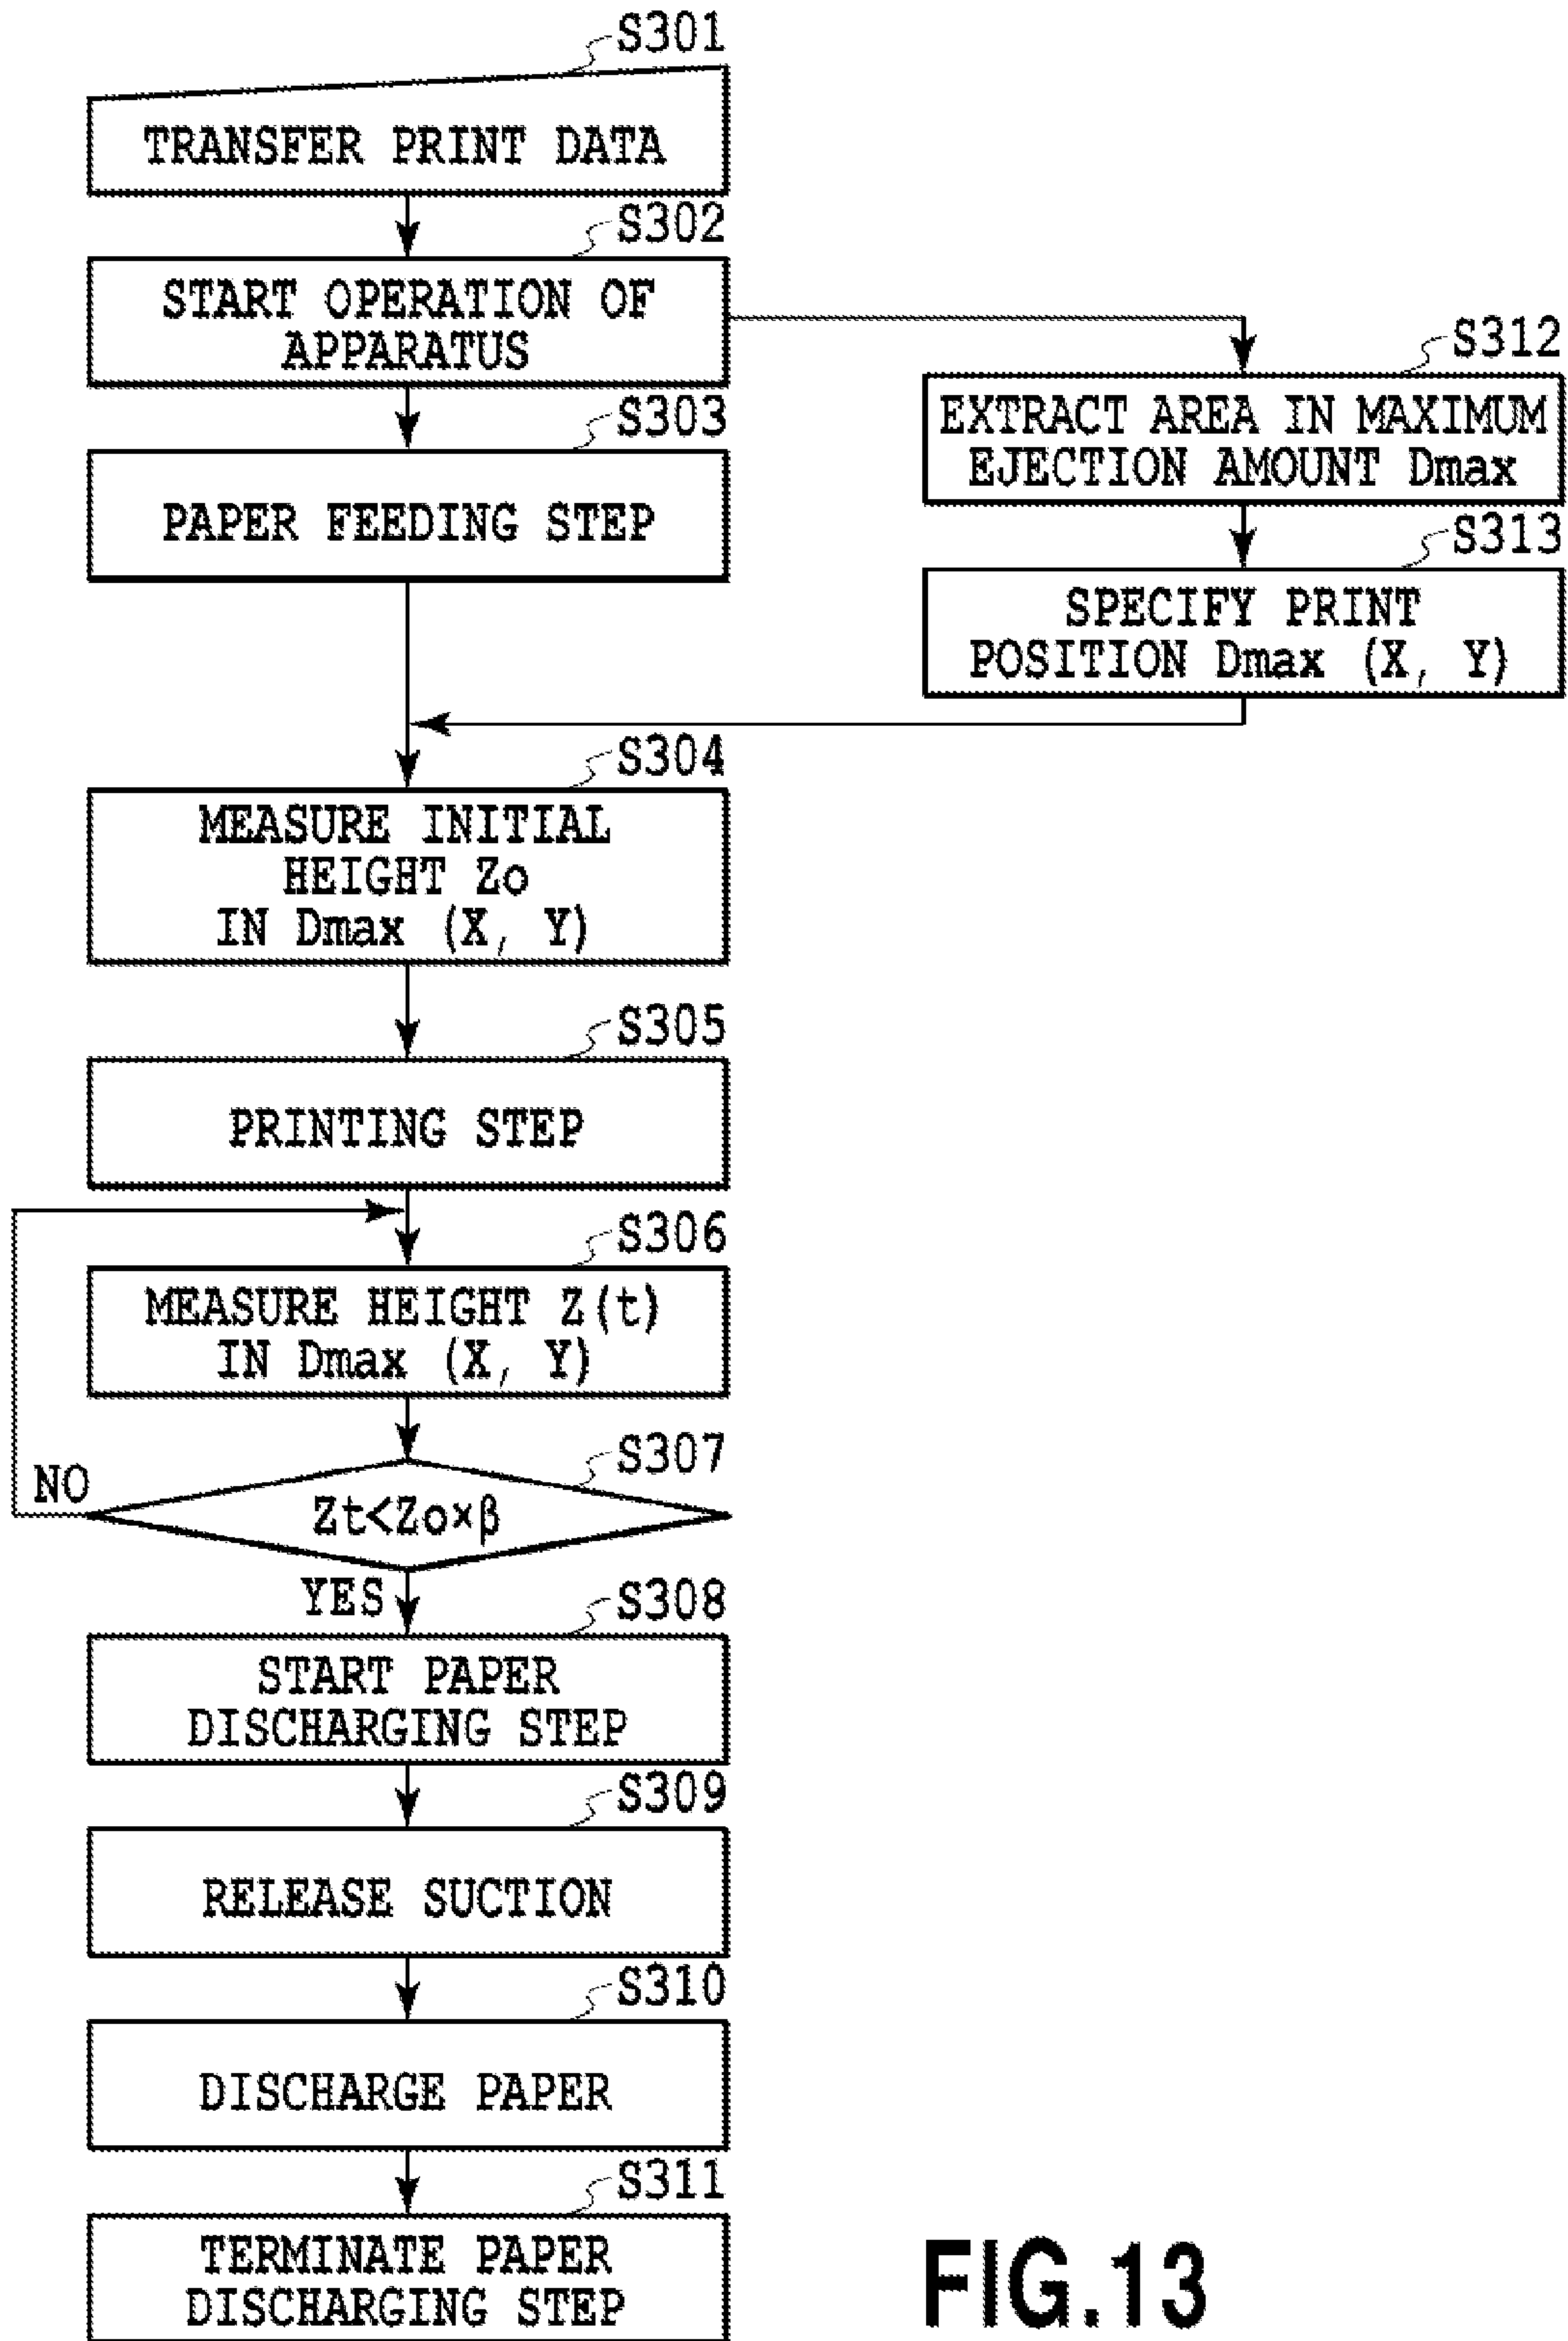 S301
TRANSFER PRINT DATA
S302
START OPERATION OF
APPARATUS
S303
PAPER FEEDING STEP
S312
EXTRACT AREA IN MAXIMUM
EJECTION AMOUNT Dmax
S313
SPECIFY PRINT
POSITION Dmax (X, Y)
S304
MEASURE INITIAL
HEIGHT Zo
IN Dmax (X, Y)
S305
PRINTING STEP
S306
MEASURE HEIGHT Z(t)
IN Dmax (X, Y)
S307
NO
Zt<Zo×β
YES
S308
START PAPER
DISCHARGING STEP
S309
RELEASE SUCTION
S310
DISCHARGE PAPER
S311
TERMINATE PAPER
DISCHARGING STEP
FIG.13